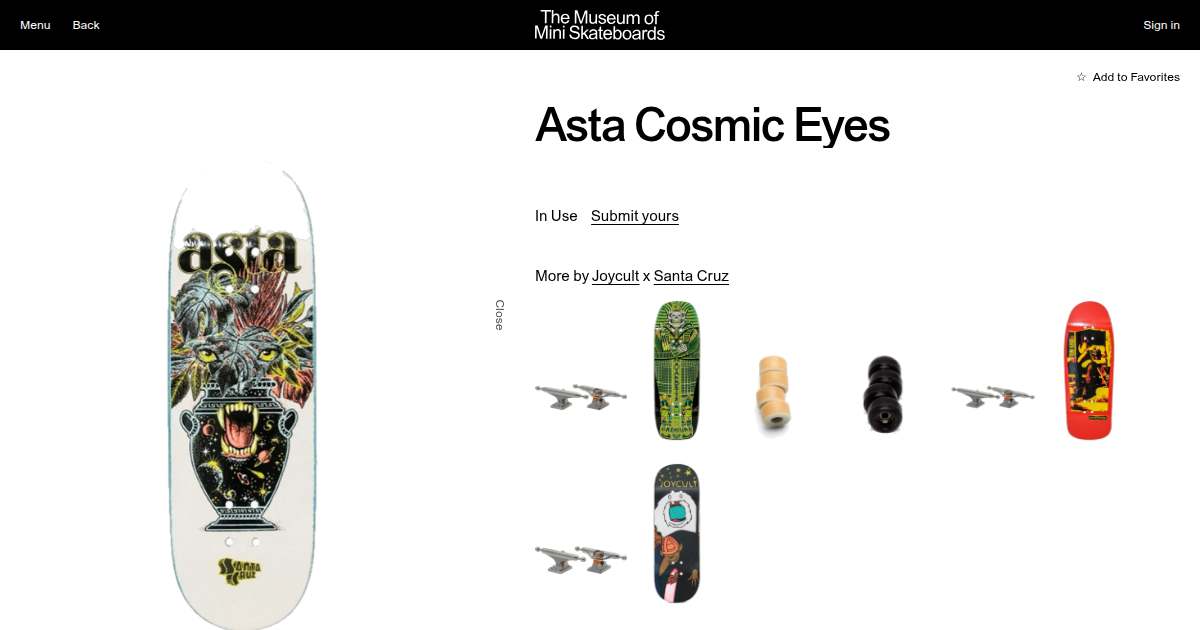 Menu Back
The Museum of
Mini Skateboards
Sign in
☆ Add to Favorites
Asta Cosmic Eyes
In Use Submit yours
More by Joycult x Santa Cruz
Close
asta
Santa
Cruz
JOYCULT